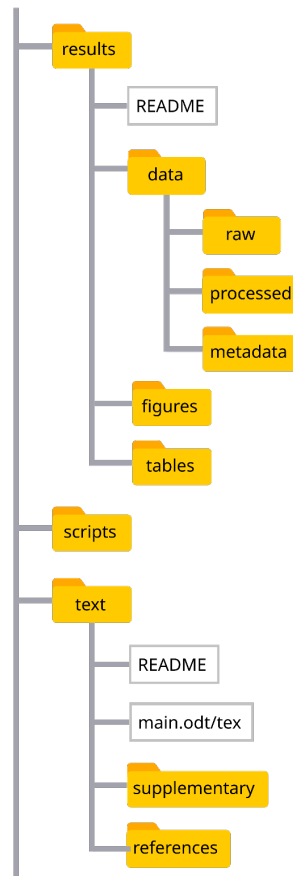 results
README
data
raw
processed
metadata
figures
tables
scripts
text
README
main.odt/tex
supplementary
references